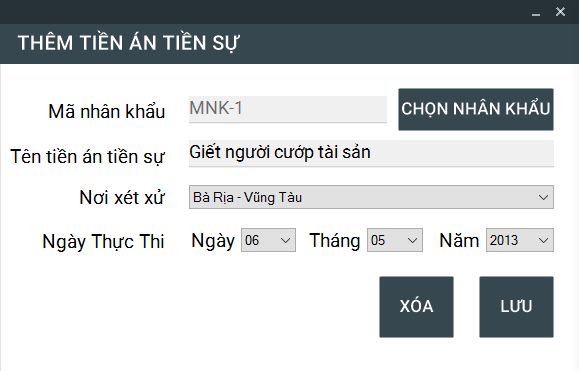 THÊM TIỀN ÁN TIỀN SỰ
Mã nhân khẩu MNK-1 CHỌN NHÂN KHẨU
Tên tiền án tiền sự Giết người cướp tài sản
Nơi xét xử Bà Rịa - Vũng Tàu
Ngày Thực Thi Ngày 06 Tháng 05 Năm 2013
XÓA LƯU